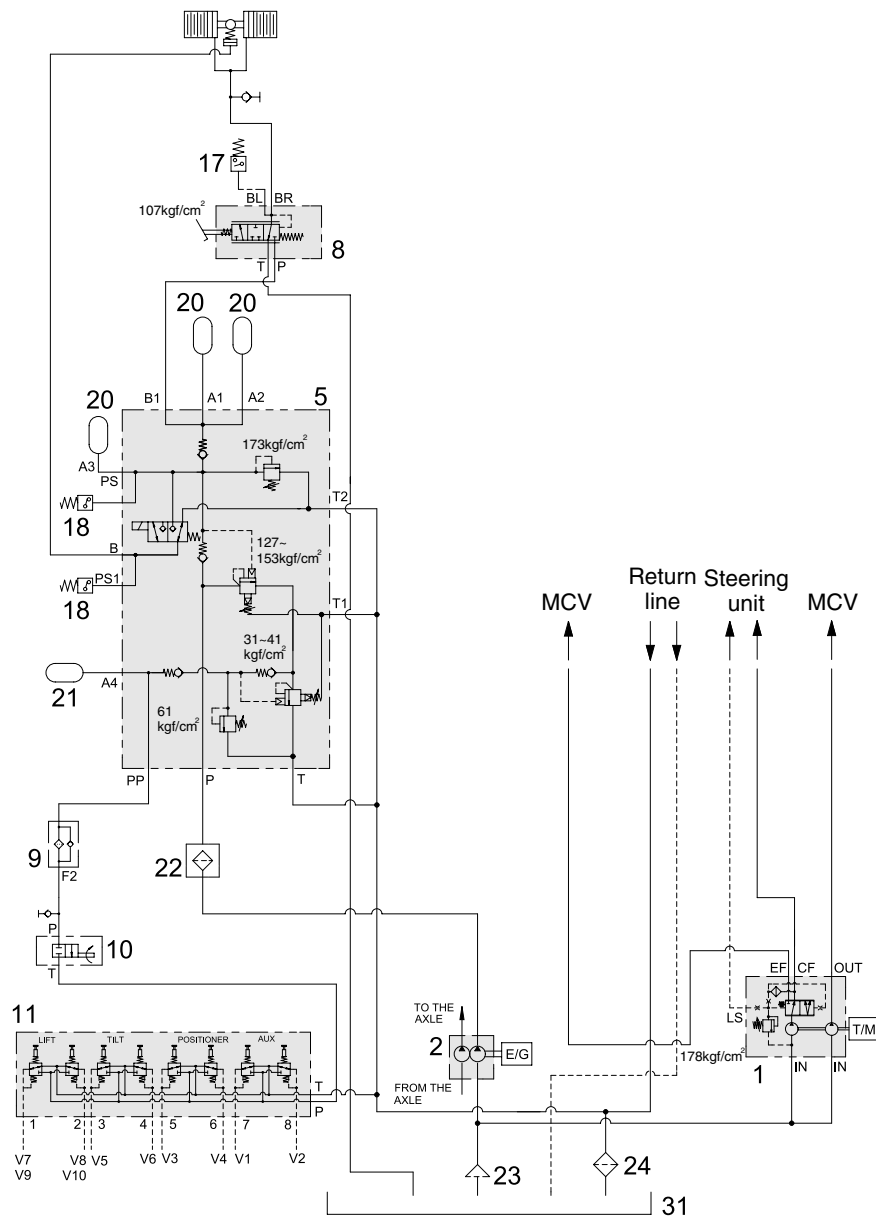 17
BL BR
107kgf/cm²
8
T P
20 20
B1 A1 A2 5
20
173kgf/cm²
A3
PS
T2
18
127~
153kgf/cm²
B
PS1
T1
18
31~41
kgf/cm²
A4
21
61
kgf/cm²
PP P T
MCV
Return
line
Steering
unit
MCV
9
F2
22
P
10
T
EF CF OUT
LS
T/M
178kgf/cm²
1
IN IN
TO THE
AXLE
2
E/G
FROM THE
AXLE
11
LIFT TILT POSITIONER AUX
T
P
1 2 3 4 5 6 7 8
V7 V8 V5 V6 V3 V4 V1 V2
V9 V10
23
24
31